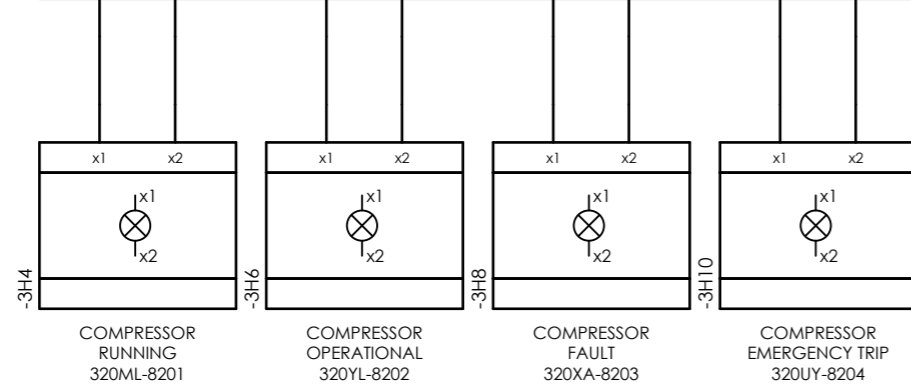 x1 x2 x1 x2 x1 x2 x1 x2
x1 x1 x1 x1
x2 x2 x2 x2
-3H4 -3H6 -3H8 -3H10
COMPRESSOR COMPRESSOR COMPRESSOR COMPRESSOR
RUNNING OPERATIONAL FAULT EMERGENCY TRIP
320ML-8201 320YL-8202 320XA-8203 320UY-8204